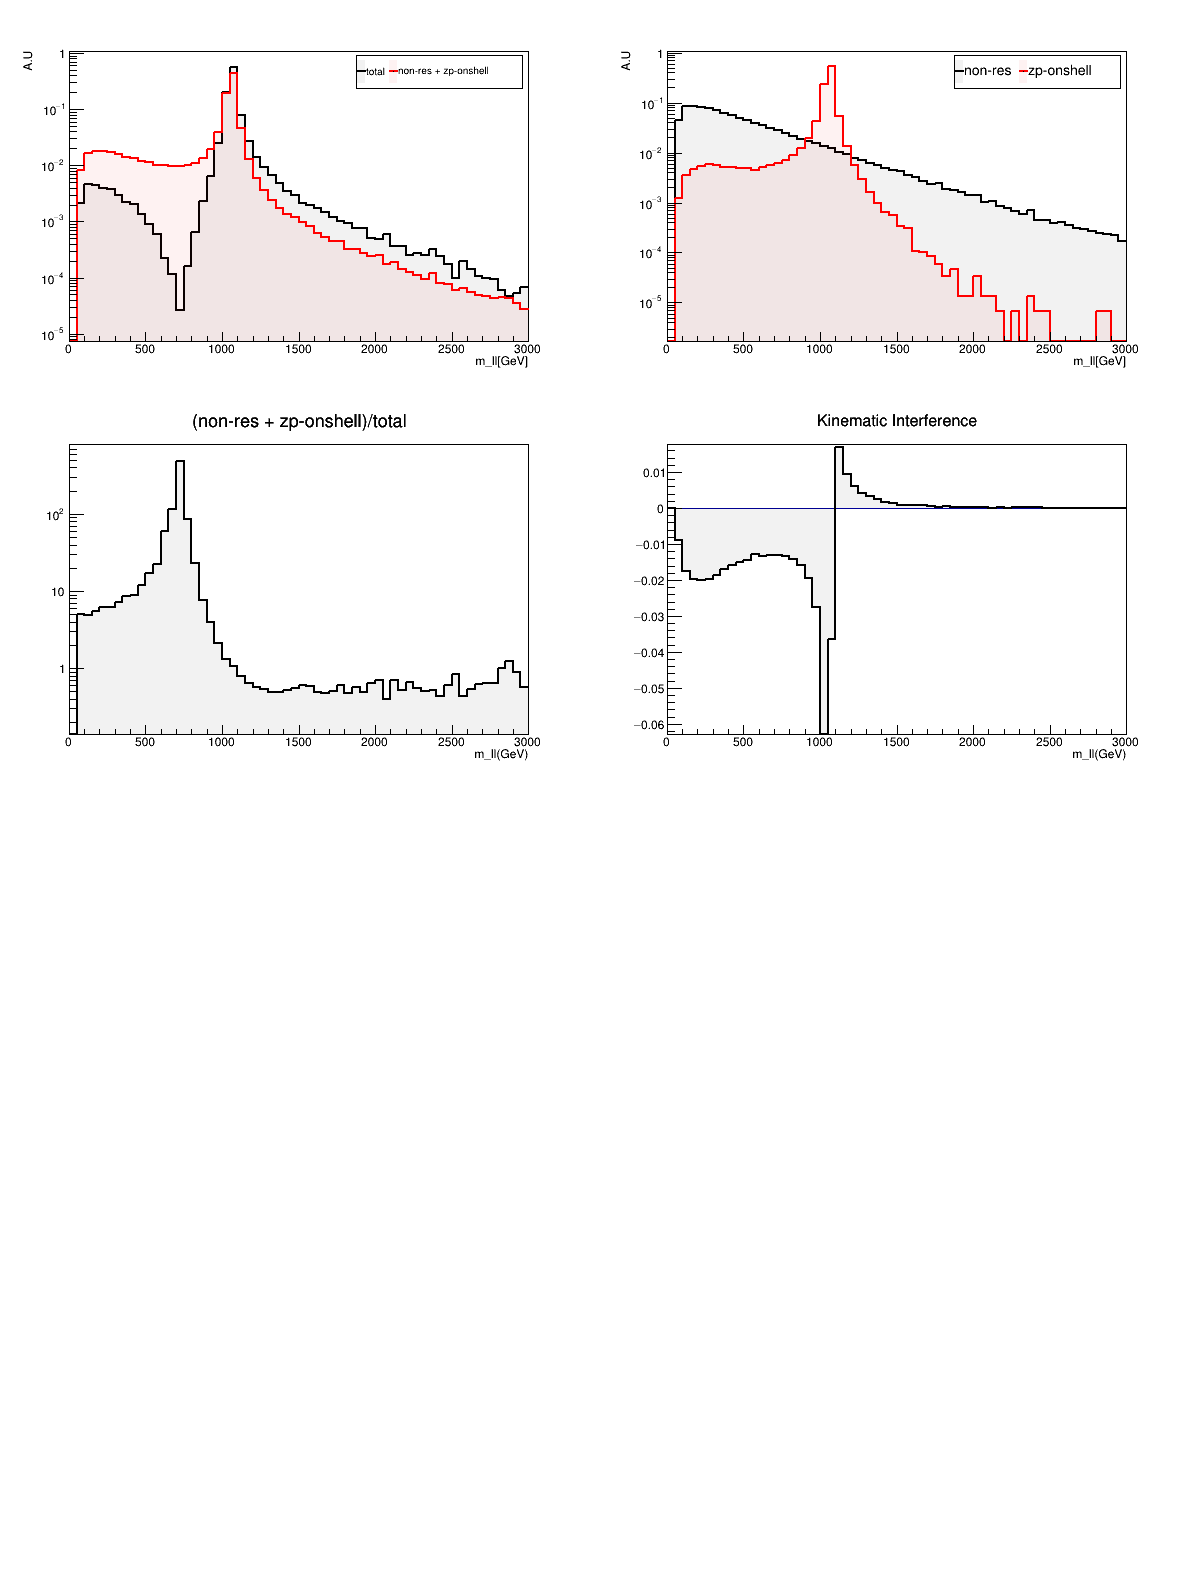 A.U
total
non-res + zp-onshell
1
10⁻¹
10⁻²
10⁻³
10⁻⁴
10⁻⁵
0 500 1000 1500 2000 2500 3000
m_ll[GeV]
A.U
non-res
zp-onshell
1
10⁻¹
10⁻²
10⁻³
10⁻⁴
10⁻⁵
0 500 1000 1500 2000 2500 3000
m_ll[GeV]
(non-res + zp-onshell)/total
10²
10
1
0 500 1000 1500 2000 2500 3000
m_ll(GeV)
Kinematic Interference
0.01
0
−0.01
−0.02
−0.03
−0.04
−0.05
−0.06
0 500 1000 1500 2000 2500 3000
m_ll(GeV)